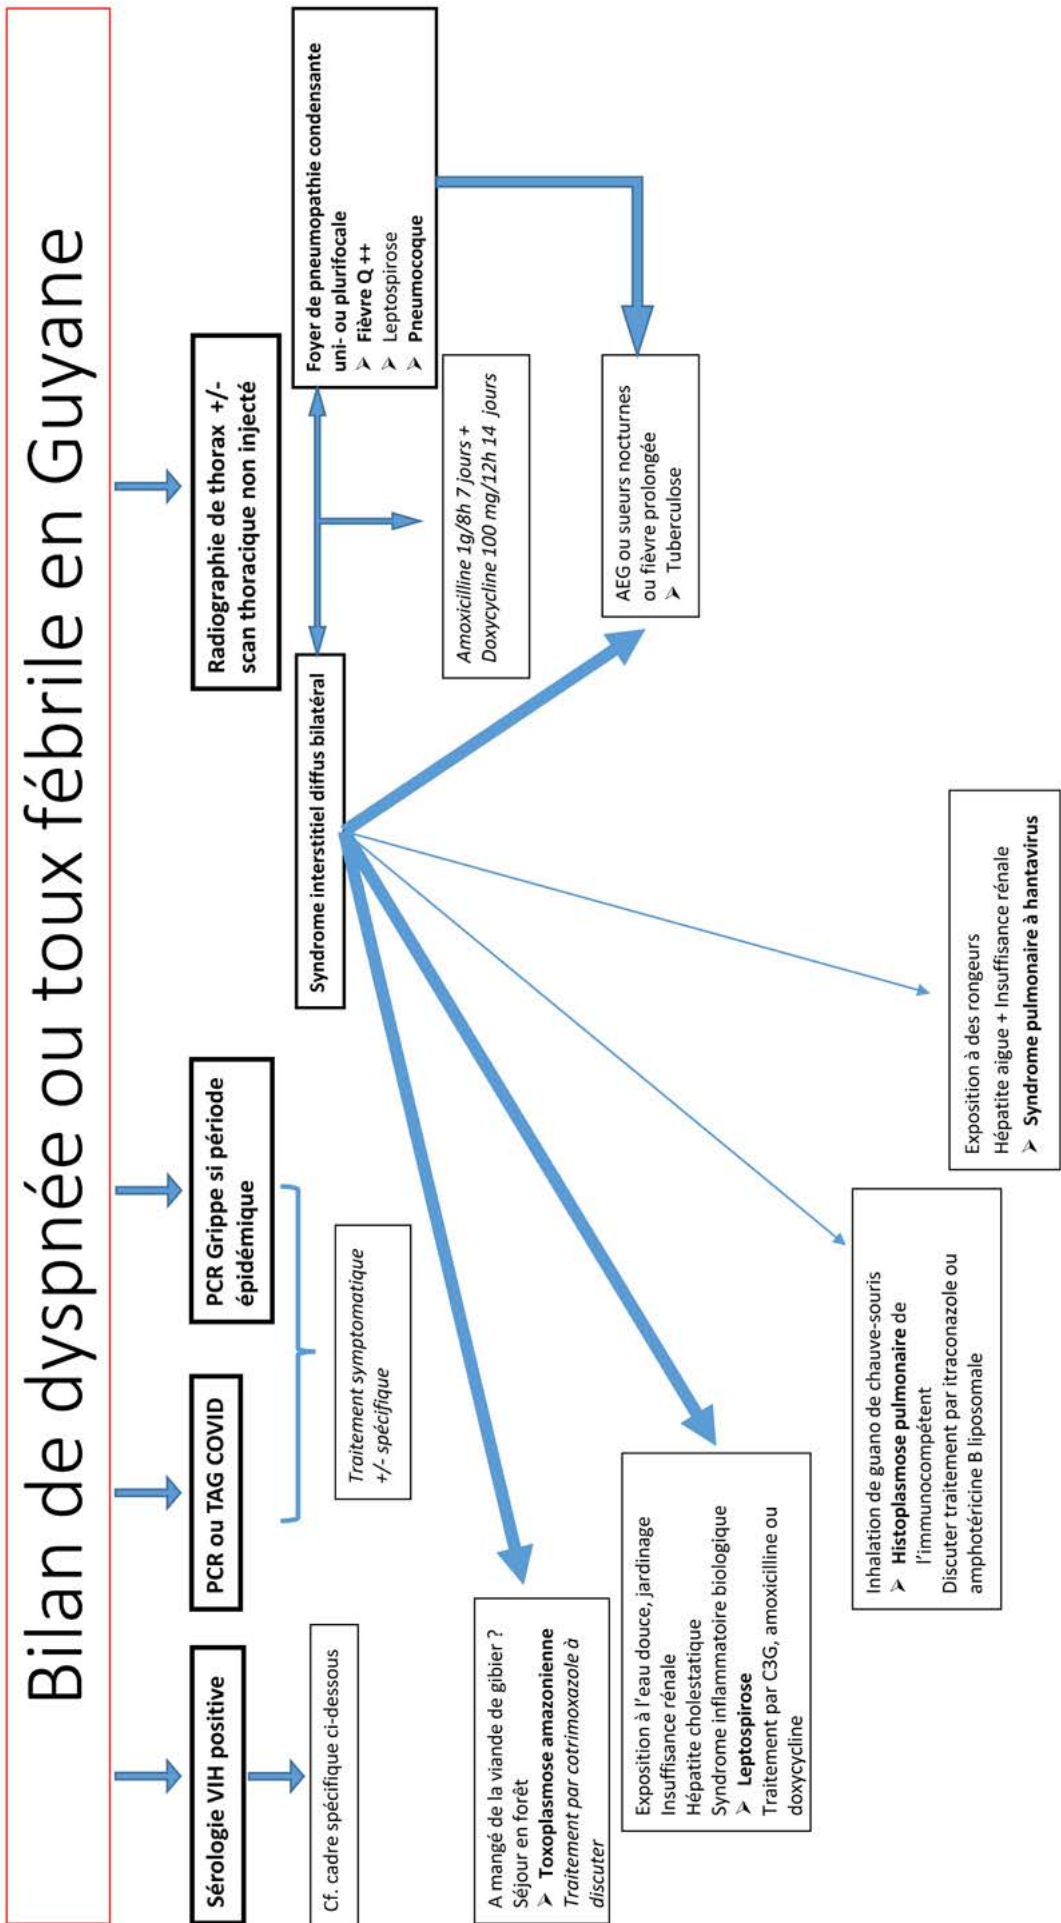 Bilan de dyspnée ou toux fébrile en Guyane
Sérologie VIH positive
Cf. cadre spécifique ci-dessous
PCR ou TAG COVID
PCR Grippe si période
épidémique
Traitement symptomatique
+/- spécifique
Radiographie de thorax +/-
scan thoracique non injecté
Syndrome interstitiel diffus bilatéral
Foyer de pneumopathie condensante
uni- ou plurifocale
➢ Fièvre Q ++
➢ Leptospirose
➢ Pneumocoque
Amoxicilline 1g/8h 7 jours +
Doxycycline 100 mg/12h 14 jours
A mangé de la viande de gibier ?
Séjour en forêt
➢ Toxoplasmose amazonienne
Traitement par cotrimoxazole à
discuter
Exposition à l'eau douce, jardinage
Insuffisance rénale
Hépatite cholestatique
Syndrome inflammatoire biologique
➢ Leptospirose
Traitement par C3G, amoxicilline ou
doxycycline
Inhalation de guano de chauve-souris
➢ Histoplasmose pulmonaire de
l'immunocompétent
Discuter traitement par itraconazole ou
amphotéricine B liposomale
Exposition à des rongeurs
Hépatite aigue + Insuffisance rénale
➢ Syndrome pulmonaire à hantavirus
AEG ou sueurs nocturnes
ou fièvre prolongée
➢ Tuberculose